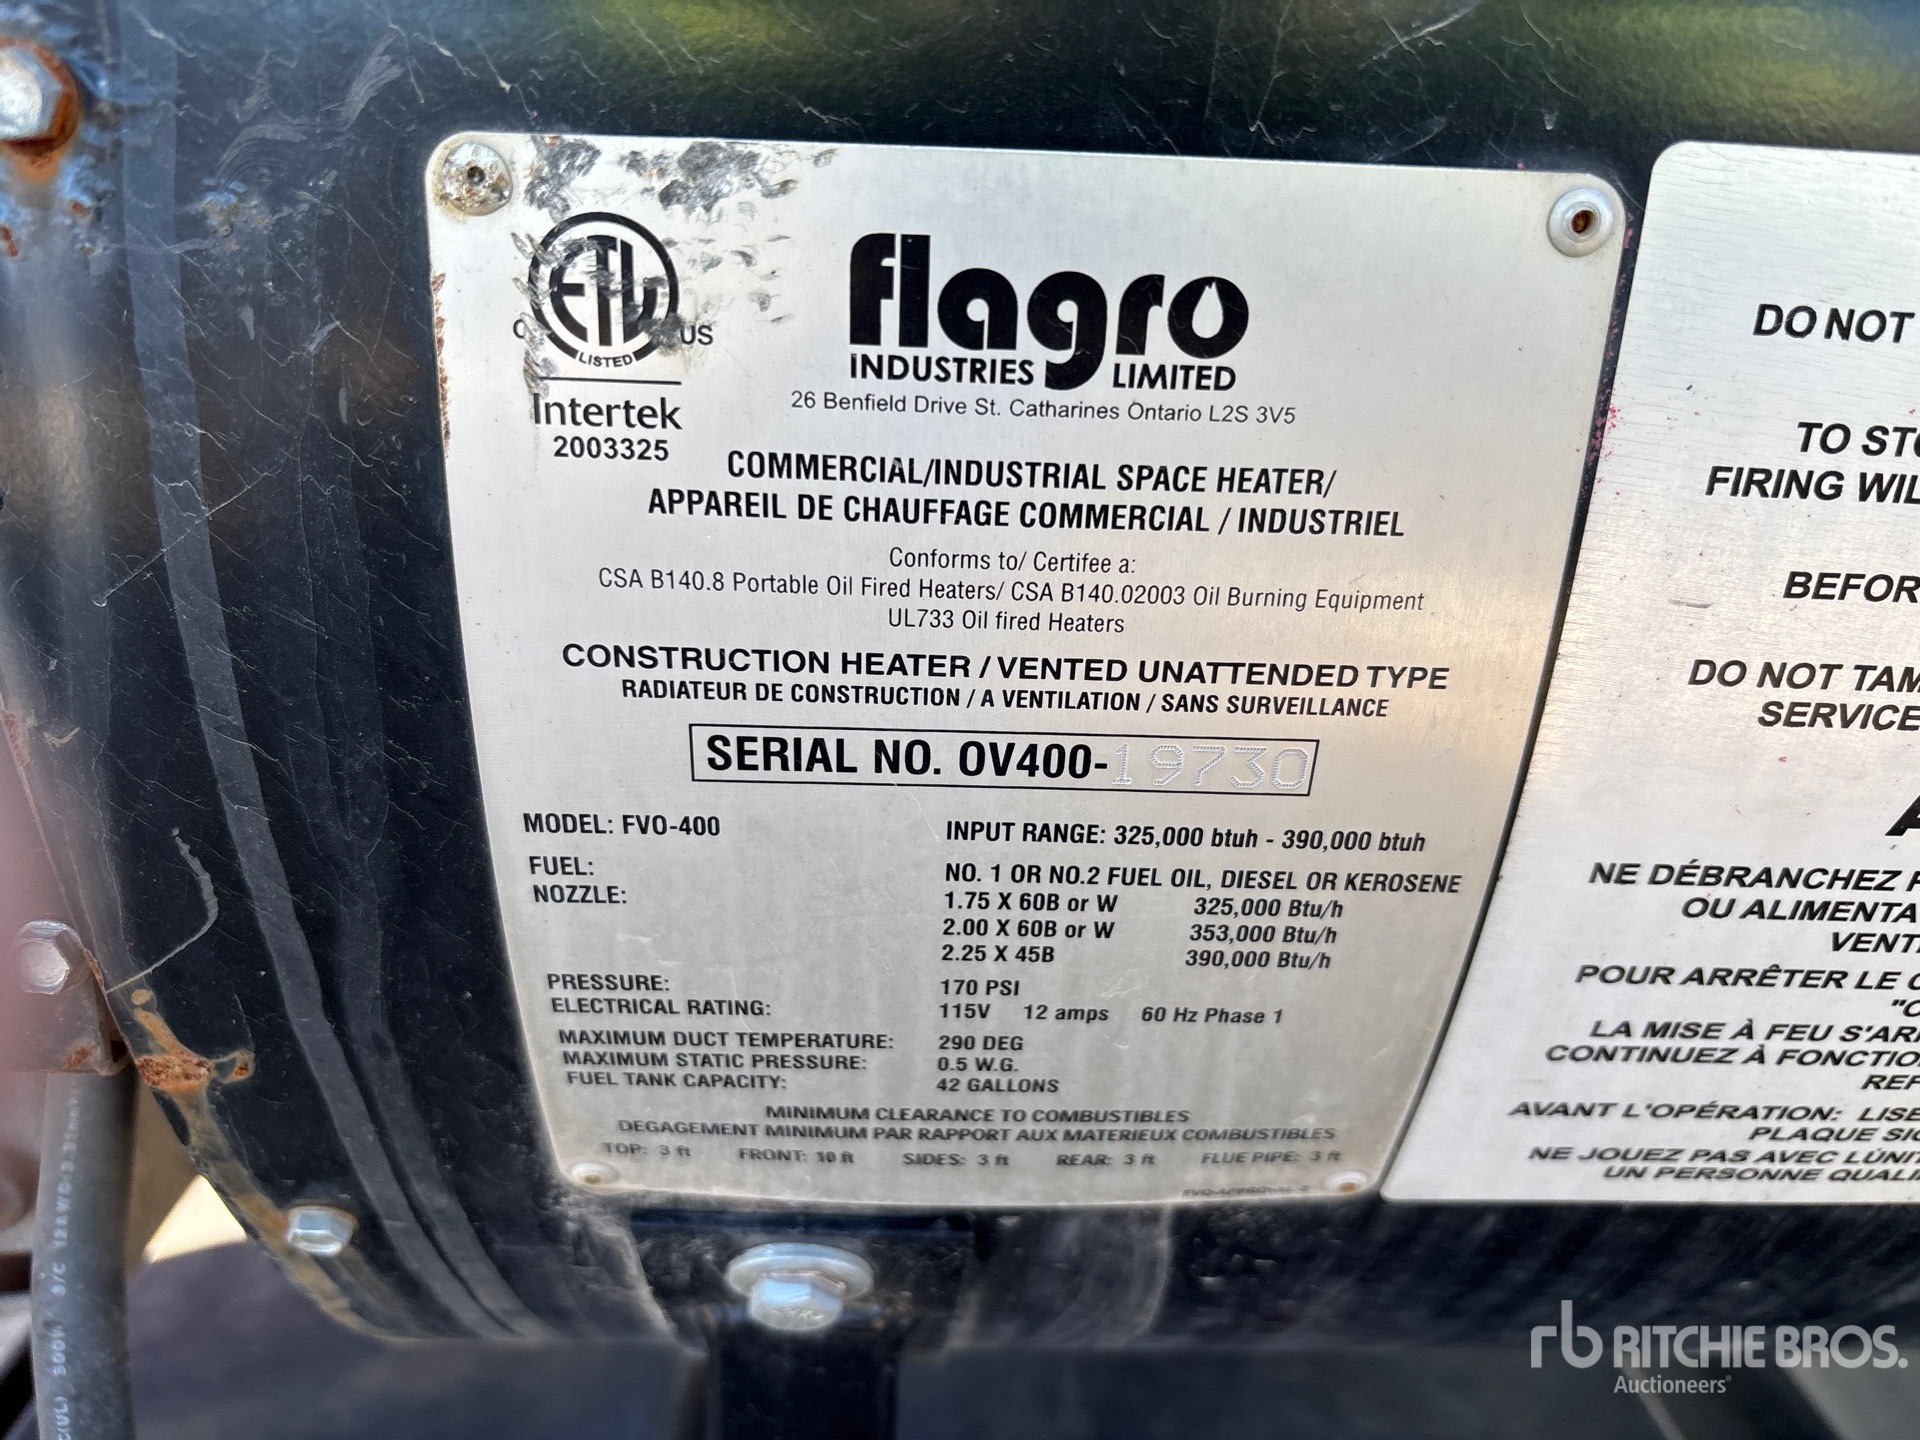 ETL
LISTED
US
Intertek
2003325
flagro
INDUSTRIES LIMITED
26 Benfield Drive St. Catharines Ontario L2S 3V5
COMMERCIAL/INDUSTRIAL SPACE HEATER/
APPAREIL DE CHAUFFAGE COMMERCIAL / INDUSTRIEL
Conforms to/ Certifee a:
CSA B140.8 Portable Oil Fired Heaters/ CSA B140.02003 Oil Burning Equipment
UL733 Oil fired Heaters
CONSTRUCTION HEATER / VENTED UNATTENDED TYPE
RADIATEUR DE CONSTRUCTION / A VENTILATION / SANS SURVEILLANCE
SERIAL NO. OV400-19730
MODEL: FVO-400 INPUT RANGE: 325,000 btuh - 390,000 btuh
FUEL: NO. 1 OR NO.2 FUEL OIL, DIESEL OR KEROSENE
NOZZLE: 1.75 X 60B or W 325,000 Btu/h
2.00 X 60B or W 353,000 Btu/h
2.25 X 45B 390,000 Btu/h
PRESSURE: 170 PSI
ELECTRICAL RATING: 115V 12 amps 60 Hz Phase 1
MAXIMUM DUCT TEMPERATURE: 290 DEG
MAXIMUM STATIC PRESSURE: 0.5 W.G.
FUEL TANK CAPACITY: 42 GALLONS
MINIMUM CLEARANCE TO COMBUSTIBLES
DEGAGEMENT MINIMUM PAR RAPPORT AUX MATERIEUX COMBUSTIBLES
TOP: 3 ft FRONT: 10 ft SIDES: 3 ft REAR: 3 ft FLUE PIPE: 3 ft
DO NOT
TO STO
FIRING WIL
BEFOR
DO NOT TAM
SERVICE
NE DÉBRANCHEZ
OU ALIMENTA
VENT
POUR ARRÊTER LE
LA MISE À FEU S'AR
CONTINUEZ À FONCTIO
REF
AVANT L'OPÉRATION: LISE
PLAQUE SIG
NE JOUEZ PAS AVEC LÚNIT
UN PERSONNE QUALI
rb RITCHIE BROS.
Auctioneers